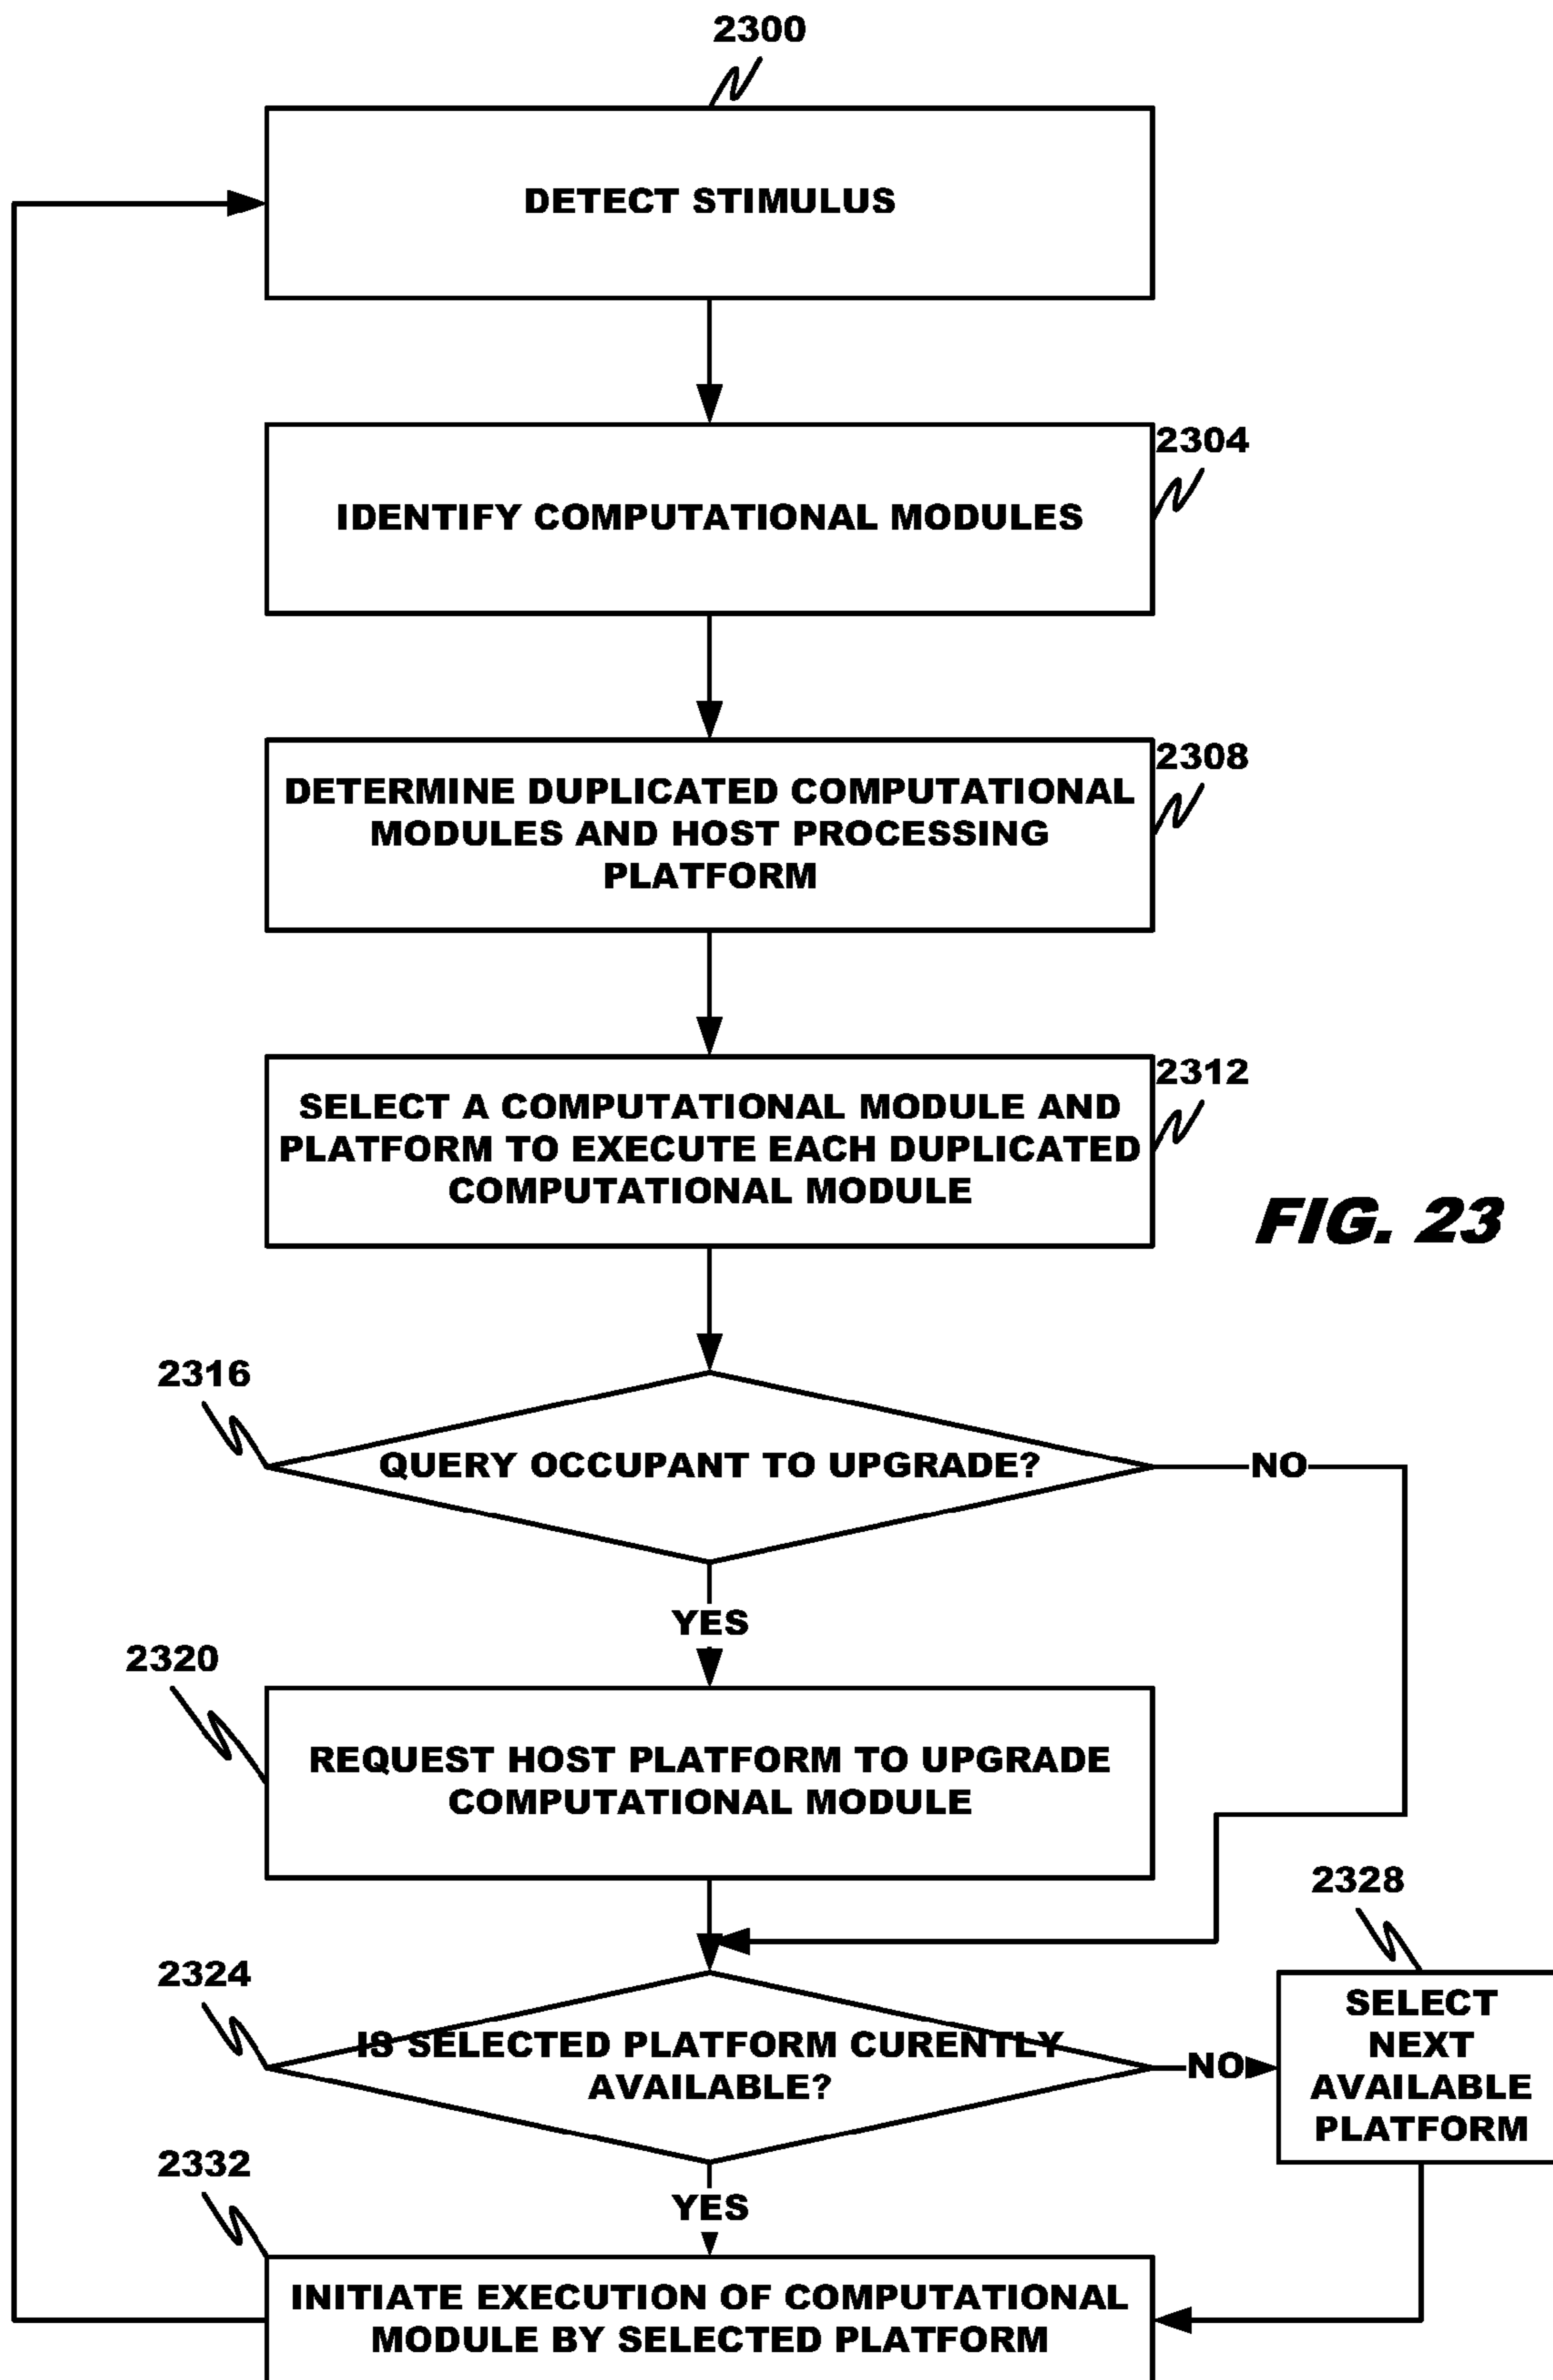 2300
DETECT STIMULUS
2304
IDENTIFY COMPUTATIONAL MODULES
2308
DETERMINE DUPLICATED COMPUTATIONAL
MODULES AND HOST PROCESSING
PLATFORM
2312
SELECT A COMPUTATIONAL MODULE AND
PLATFORM TO EXECUTE EACH DUPLICATED
COMPUTATIONAL MODULE
FIG. 23
2316
QUERY OCCUPANT TO UPGRADE?
NO
YES
2320
REQUEST HOST PLATFORM TO UPGRADE
COMPUTATIONAL MODULE
2324
IS SELECTED PLATFORM CURENTLY
AVAILABLE?
NO
2328
SELECT
NEXT
AVAILABLE
PLATFORM
YES
2332
INITIATE EXECUTION OF COMPUTATIONAL
MODULE BY SELECTED PLATFORM